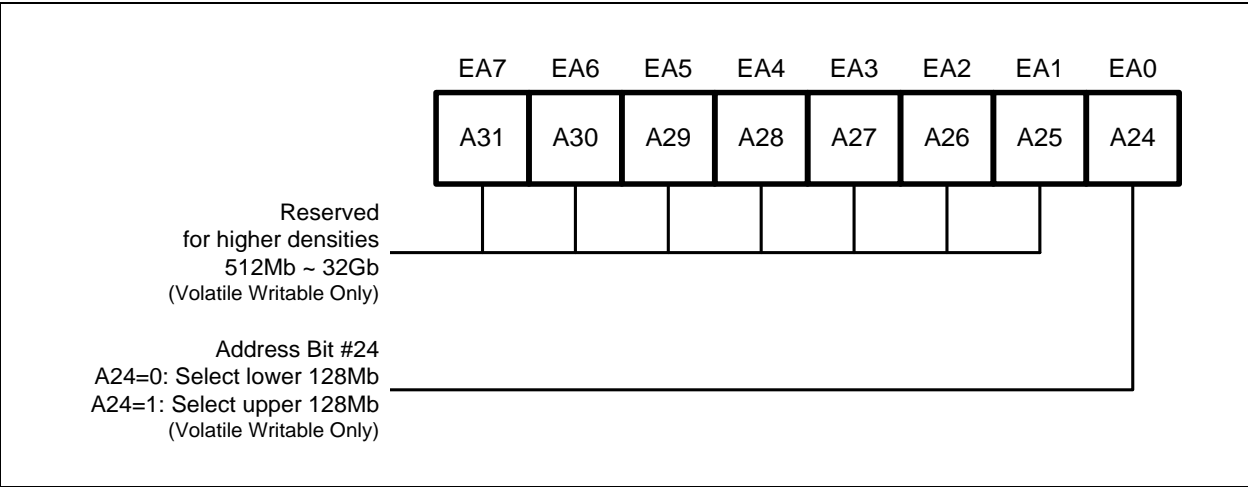 EA7 EA6 EA5 EA4 EA3 EA2 EA1 EA0
A31 A30 A29 A28 A27 A26 A25 A24
Reserved
for higher densities
512Mb ~ 32Gb
(Volatile Writable Only)
Address Bit #24
A24=0: Select lower 128Mb
A24=1: Select upper 128Mb
(Volatile Writable Only)